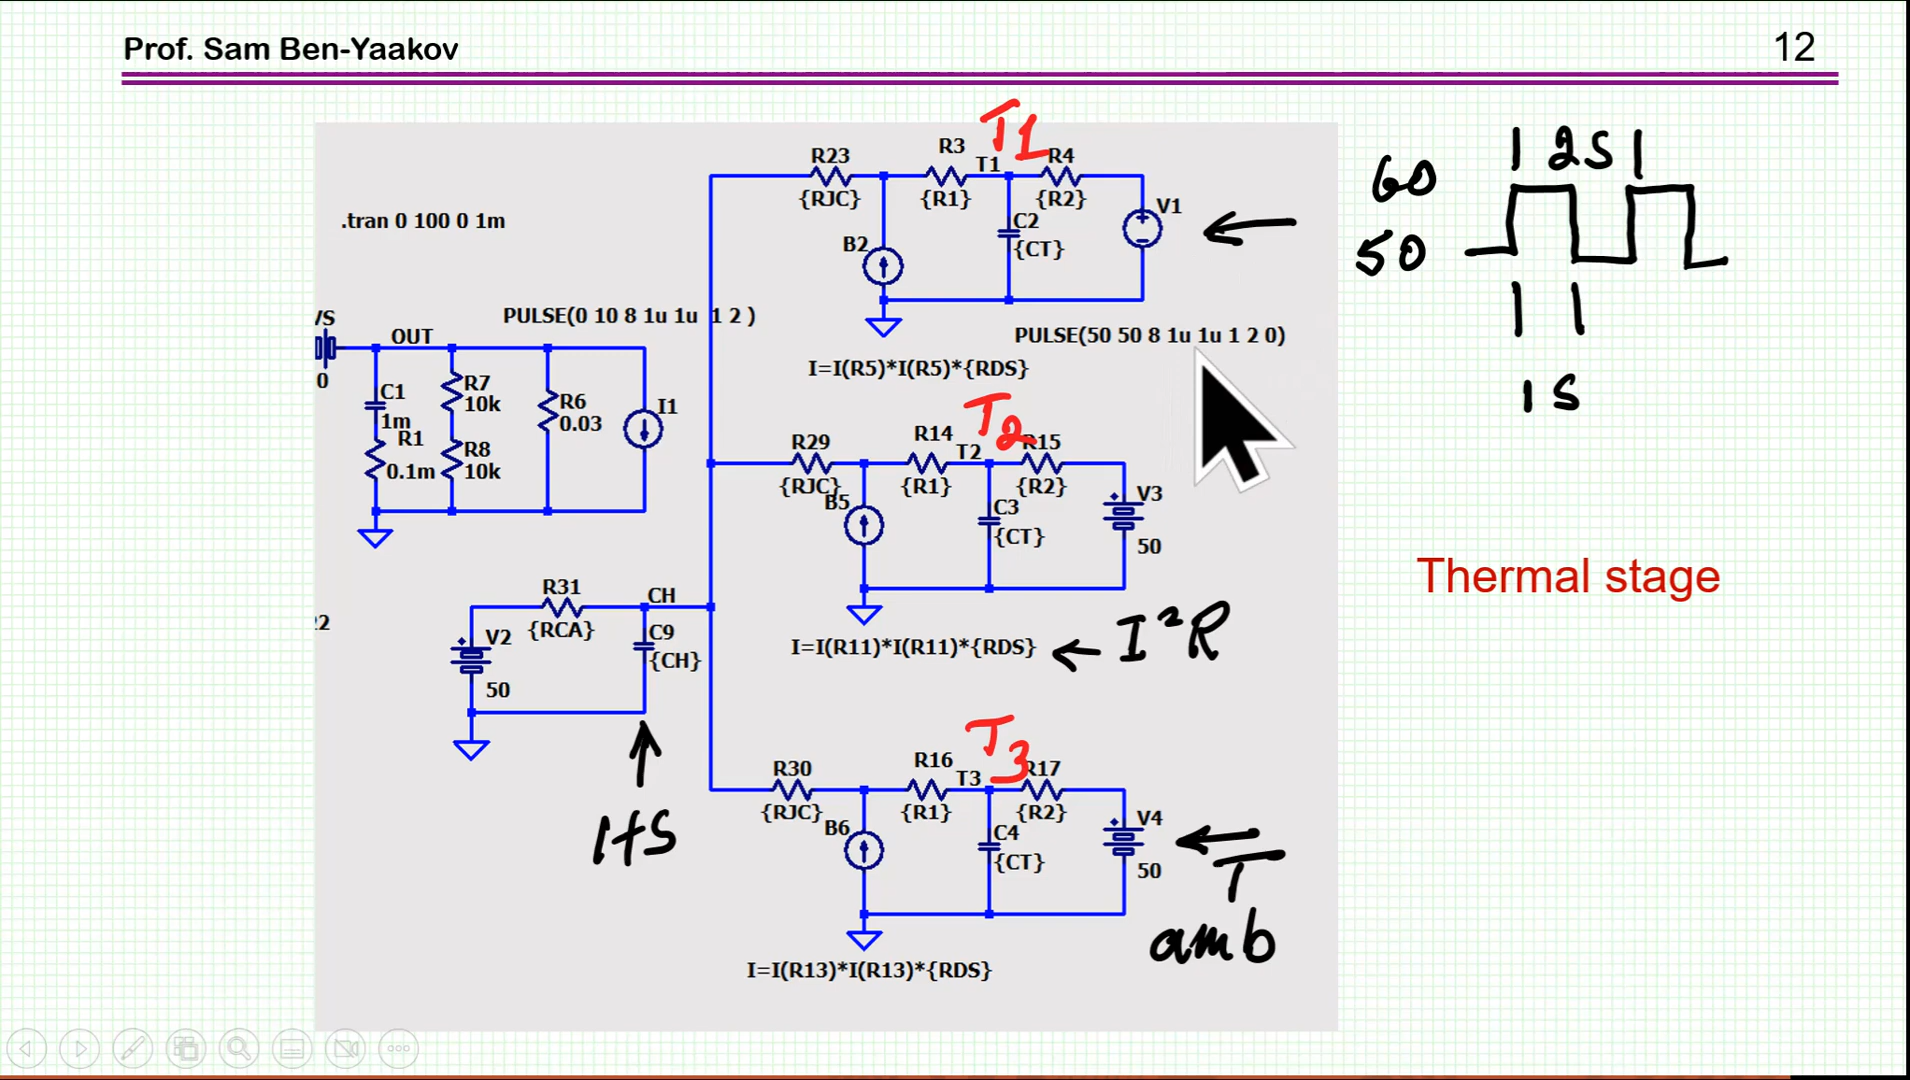 Prof. Sam Ben-Yaakov
12
.tran 0 100 0 1m
VS
0
OUT
PULSE(0 10 8 1u 1u 1 2 )
C1
1m
R1
0.1m
R7
10k
R8
10k
R6
0.03
I1
R31
{RCA}
CH
V2
50
C9
{CH}
22
HS
R23
{RJC}
B2
R3
{R1}
T1
T1
R4
{R2}
C2
{CT}
V1
PULSE(50 50 8 1u 1u 1 2 0)
I=I(R5)*I(R5)*{RDS}
R29
{RJC}
B5
R14
{R1}
T2
T2
R15
{R2}
C3
{CT}
V3
50
I=I(R11)*I(R11)*{RDS}
I²R
R30
{RJC}
B6
R16
{R1}
T3
T3
R17
{R2}
C4
{CT}
V4
50
I=I(R13)*I(R13)*{RDS}
T
amb
2S
60
50
1S
Thermal stage